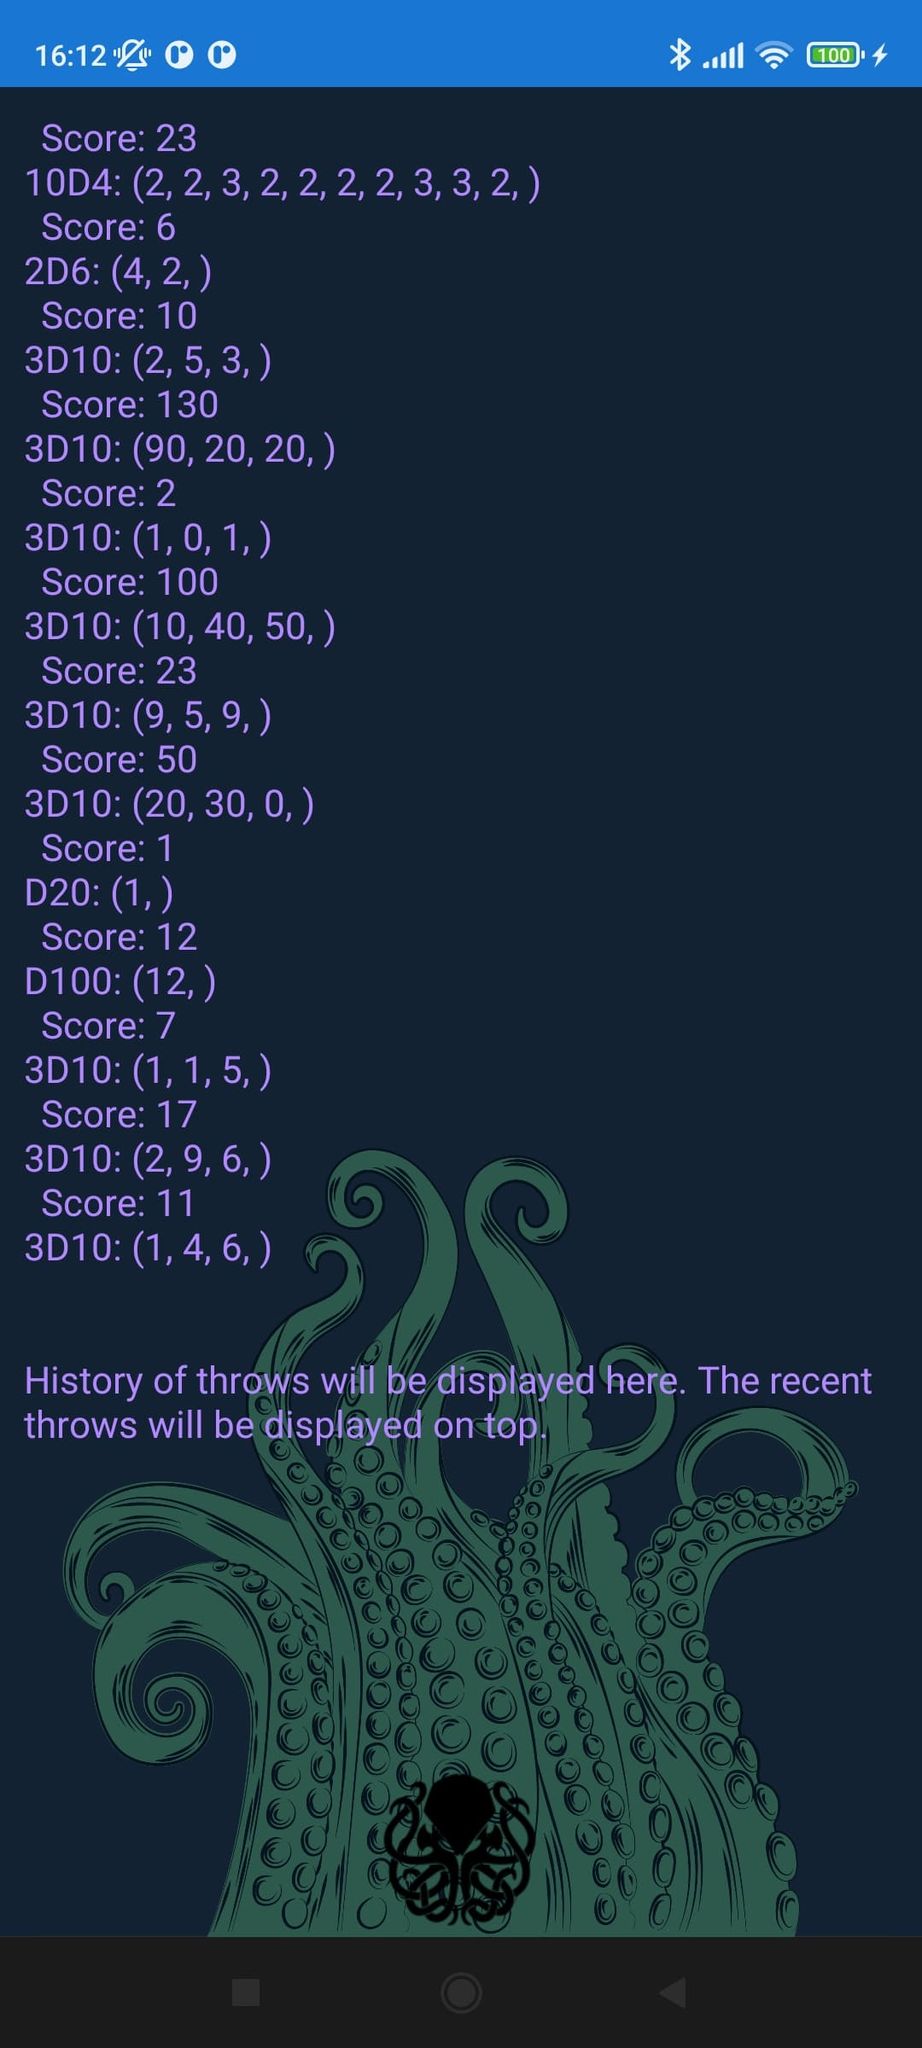 16:12
100
Score: 23
10D4: (2, 2, 3, 2, 2, 2, 2, 3, 3, 2, )
Score: 6
2D6: (4, 2, )
Score: 10
3D10: (2, 5, 3, )
Score: 130
3D10: (90, 20, 20, )
Score: 2
3D10: (1, 0, 1, )
Score: 100
3D10: (10, 40, 50, )
Score: 23
3D10: (9, 5, 9, )
Score: 50
3D10: (20, 30, 0, )
Score: 1
D20: (1, )
Score: 12
D100: (12, )
Score: 7
3D10: (1, 1, 5, )
Score: 17
3D10: (2, 9, 6, )
Score: 11
3D10: (1, 4, 6, )
History of throws will be displayed here. The recent
throws will be displayed on top.